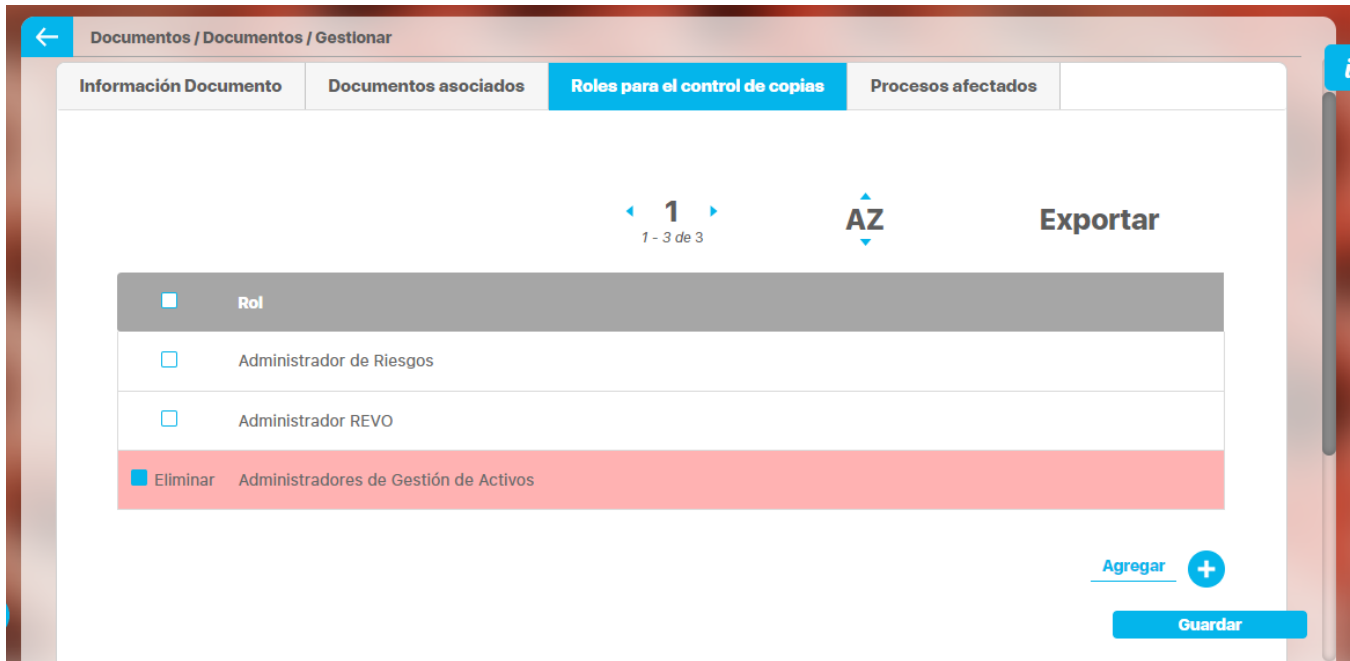 Documentos / Documentos / Gestionar
Información Documento Documentos asociados Roles para el control de copias Procesos afectados
1
1 - 3 de 3
AZ
Exportar
Rol
Administrador de Riesgos
Administrador REVO
Eliminar Administradores de Gestión de Activos
Agregar
Guardar